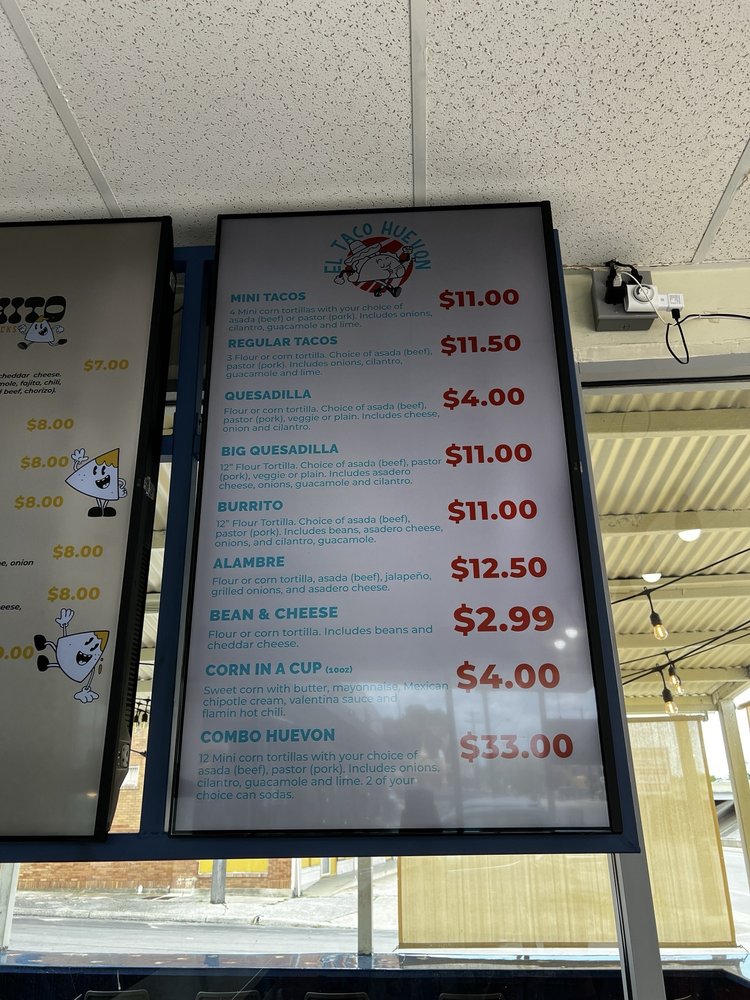 $7.00
cheddar cheese.
mole, fajita, chili,
beef, chorizo).
$8.00
$8.00
$8.00
$8.00
e, onion
$8.00
eese,
EL TACO HUEVON
MINI TACOS
$11.00
4 Mini corn tortillas with your choice of
asada (beef) or pastor (pork). Includes onions,
cilantro, guacamole and lime.
REGULAR TACOS
$11.50
3 Flour or corn tortilla. Choice of asada (beef),
pastor (pork). Includes onions, cilantro,
guacamole and lime.
QUESADILLA
$4.00
Flour or corn tortilla. Choice of asada (beef),
pastor (pork), veggie or plain. Includes cheese,
onion and cilantro.
BIG QUESADILLA
$11.00
12" Flour Tortilla. Choice of asada (beef), pastor
(pork), veggie or plain. Includes asadero
cheese, onions, guacamole and cilantro.
BURRITO
$11.00
12" Flour Tortilla. Choice of asada (beef),
pastor (pork). Includes beans, asadero cheese,
onions, and cilantro, guacamole.
ALAMBRE
$12.50
Flour or corn tortilla, asada (beef), jalapeño,
grilled onions, and asadero cheese.
BEAN & CHEESE
$2.99
Flour or corn tortilla. Includes beans and
cheddar cheese.
CORN IN A CUP (10oz)
$4.00
Sweet corn with butter, mayonnaise, Mexican
chipotle cream, valentina sauce and
flamin hot chili.
COMBO HUEVON
$33.00
12 Mini corn tortillas with your choice of
asada (beef), pastor (pork). Includes onions,
cilantro, guacamole and lime. 2 of your
choice can sodas.